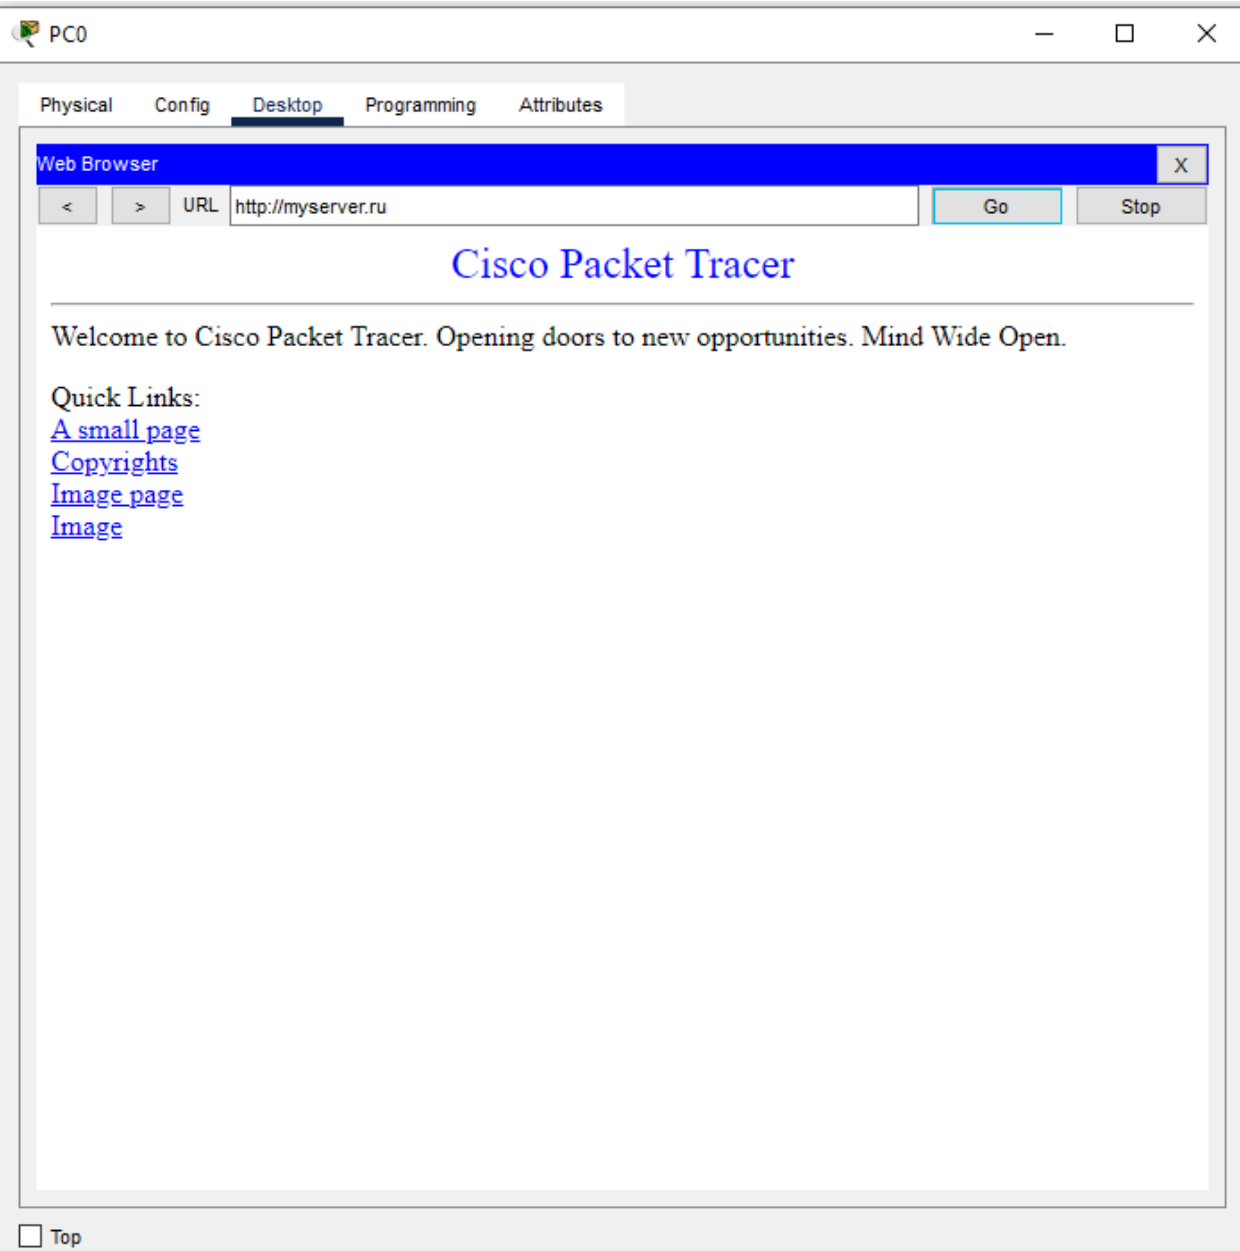 PC0
Physical Config Desktop Programming Attributes
Web Browser
X
< > URL http://myserver.ru Go Stop
Cisco Packet Tracer
Welcome to Cisco Packet Tracer. Opening doors to new opportunities. Mind Wide Open.
Quick Links:
A small page
Copyrights
Image page
Image
Top